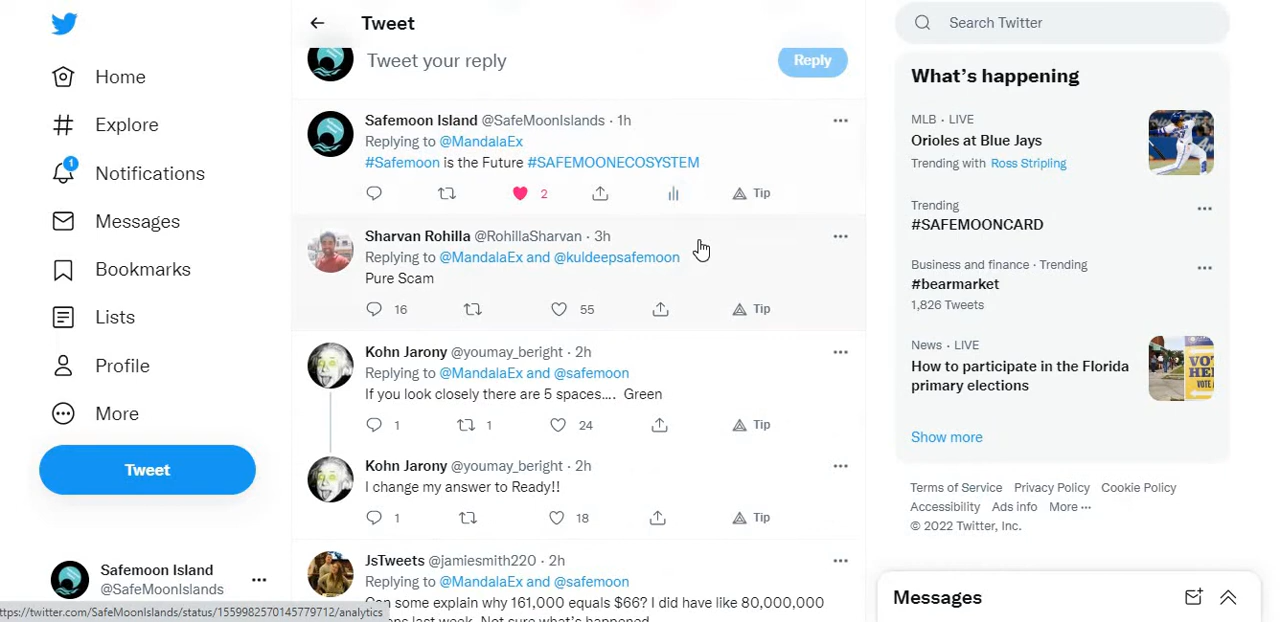 Home
Explore
1
Notifications
Messages
Bookmarks
Lists
Profile
More
Tweet
Safemoon Island
@SafeMoonIslands
https://twitter.com/SafeMoonIslands/status/1559982570145779712/analytics
Tweet
Tweet your reply
Reply
Safemoon Island @SafeMoonIslands · 1h
Replying to @MandalaEx
#Safemoon is the Future #SAFEMOONECOSYSTEM
2 Tip
Sharvan Rohilla @RohillaSharvan · 3h
Replying to @MandalaEx and @kuldeepsafemoon
Pure Scam
16 55 Tip
Kohn Jarony @youmay_beright · 2h
Replying to @MandalaEx and @safemoon
If you look closely there are 5 spaces.... Green
1 1 24 Tip
Kohn Jarony @youmay_beright · 2h
I change my answer to Ready!!
1 18 Tip
JsTweets @jamiesmith220 · 2h
Replying to @MandalaEx and @safemoon
Can some explain why 161,000 equals $66? I did have like 80,000,000
last week. Not sure what's happened
Search Twitter
What's happening
MLB · LIVE
Orioles at Blue Jays
Trending with Ross Stripling
Trending
#SAFEMOONCARD
Business and finance · Trending
#bearmarket
1,826 Tweets
News · LIVE
How to participate in the Florida
primary elections
Show more
Terms of Service Privacy Policy Cookie Policy
Accessibility Ads info More ···
© 2022 Twitter, Inc.
Messages